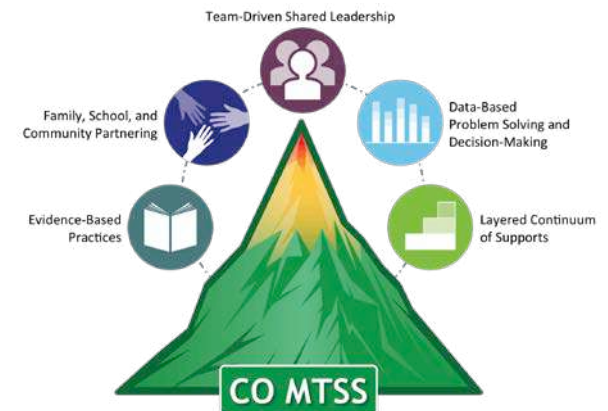 Team-Driven Shared Leadership
Family, School, and
Community Partnering
Data-Based
Problem Solving and
Decision-Making
Evidence-Based
Practices
Layered Continuum
of Supports
CO MTSS